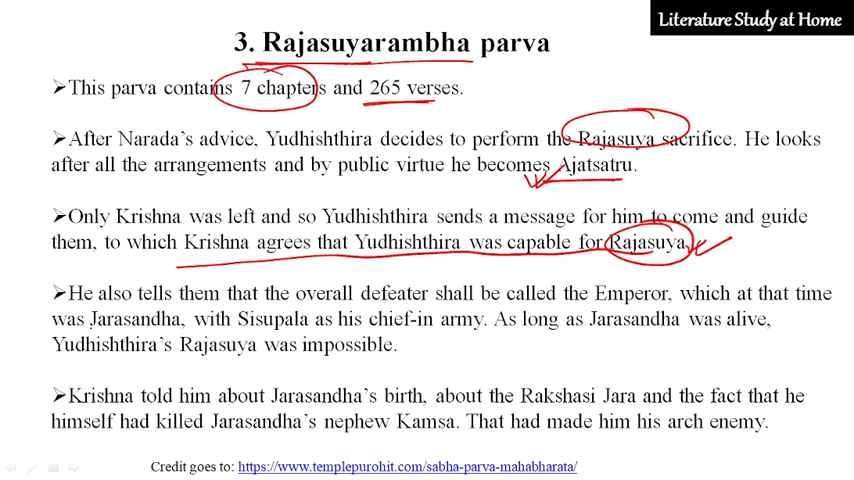 Literature Study at Home
3. Rajasuyarambha parva
➢This parva contains 7 chapters and 265 verses.
➢After Narada's advice, Yudhishthira decides to perform the Rajasuya sacrifice. He looks
after all the arrangements and by public virtue he becomes Ajatsatru.
➢Only Krishna was left and so Yudhishthira sends a message for him to come and guide
them, to which Krishna agrees that Yudhishthira was capable for Rajasuya.
➢He also tells them that the overall defeater shall be called the Emperor, which at that time
was Jarasandha, with Sisupala as his chief-in army. As long as Jarasandha was alive,
Yudhishthira's Rajasuya was impossible.
➢Krishna told him about Jarasandha's birth, about the Rakshasi Jara and the fact that he
himself had killed Jarasandha's nephew Kamsa. That had made him his arch enemy.
Credit goes to: https://www.templepurohit.com/sabha-parva-mahabharata/